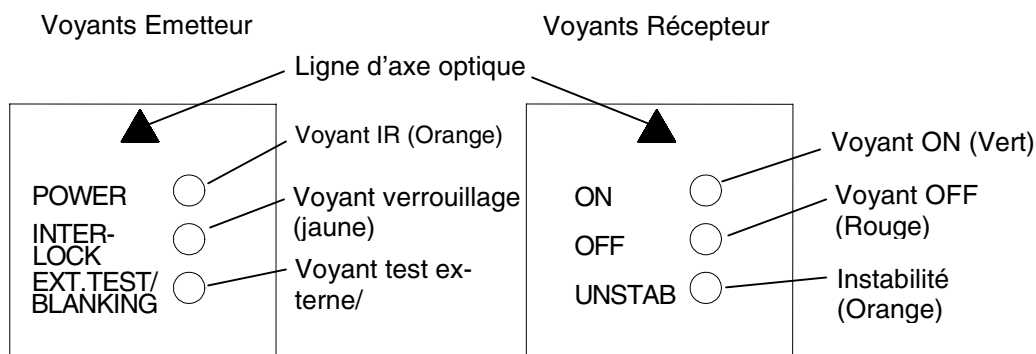 Voyants Emetteur
Voyants Récepteur
Ligne d'axe optique
Voyant IR (Orange)
POWER
Voyant verrouillage
(jaune)
INTER-
LOCK
EXT.TEST/
BLANKING
Voyant test ex-
terne/
Voyant ON (Vert)
ON
Voyant OFF
(Rouge)
OFF
UNSTAB
Instabilité
(Orange)